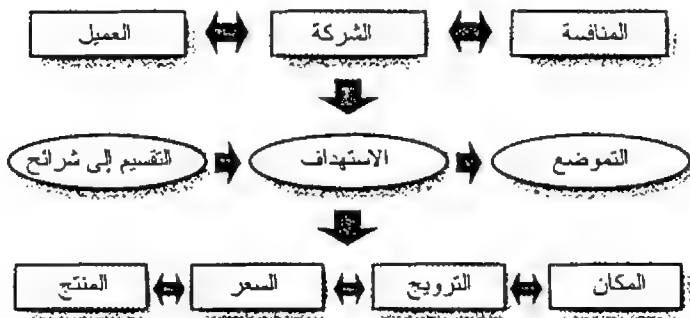 المنافسة
الشركة
العميل
التقسيم إلى شرائح
الاستهداف
التموضع
المنتج
السعر
الترويج
المكان